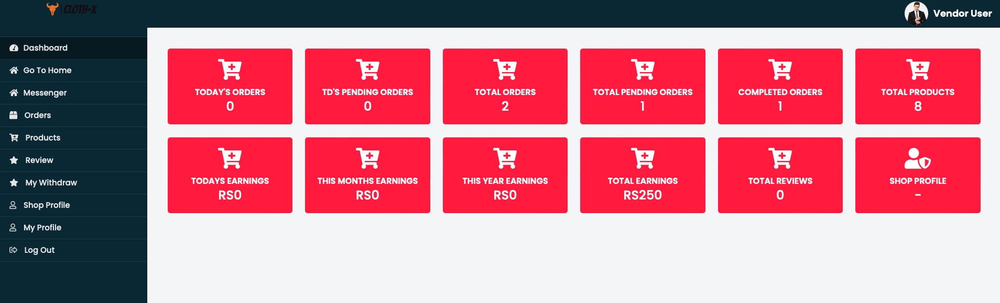 CLOTH-X
Vendor User
Dashboard
Go To Home
Messenger
Orders
Products
Review
My Withdraw
Shop Profile
My Profile
Log Out
TODAY'S ORDERS
0
TD'S PENDING ORDERS
0
TOTAL ORDERS
2
TOTAL PENDING ORDERS
1
COMPLETED ORDERS
1
TOTAL PRODUCTS
8
TODAYS EARNINGS
RS0
THIS MONTHS EARNINGS
RS0
THIS YEAR EARNINGS
RS0
TOTAL EARNINGS
RS250
TOTAL REVIEWS
0
SHOP PROFILE
-